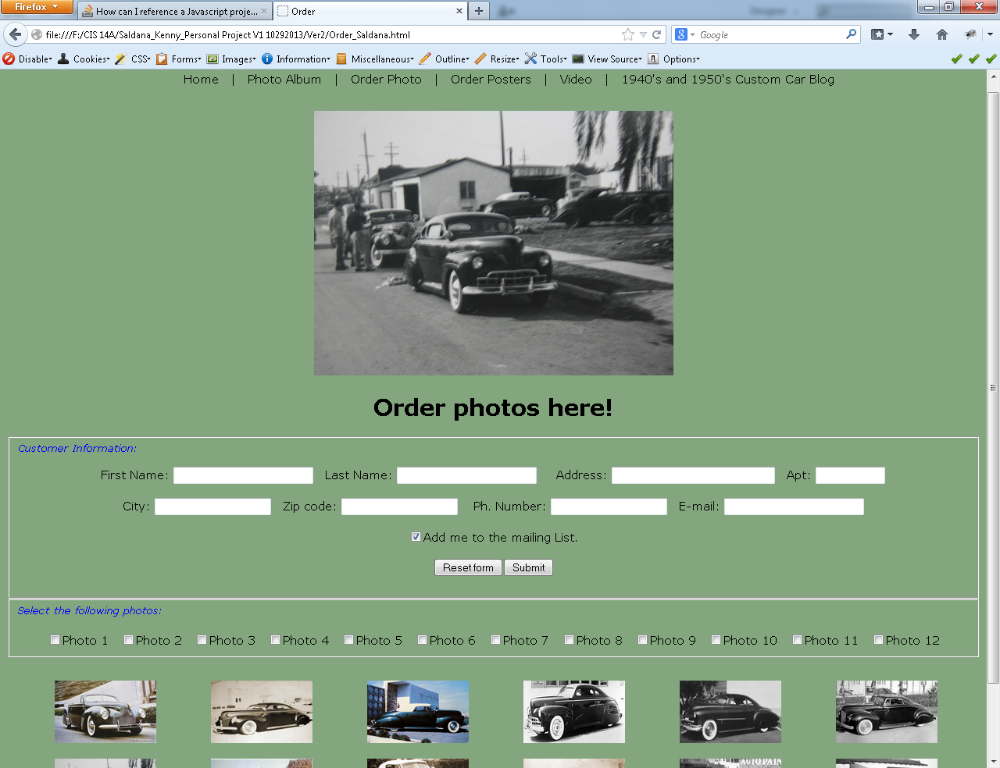 Firefox
How can I reference a Javascript proje...
Order
file:///F:/CIS 14A/Saldana_Kenny_Personal Project V1 10292013/Ver2/Order_Saldana.html
Google
Disable Cookies CSS Forms Images Information Miscellaneous Outline Resize Tools View Source Options
Home | Photo Album | Order Photo | Order Posters | Video | 1940's and 1950's Custom Car Blog
Order photos here!
Customer Information:
First Name: Last Name: Address: Apt:
City: Zip code: Ph. Number: E-mail:
Add me to the mailing List.
Reset form Submit
Select the following photos:
Photo 1 Photo 2 Photo 3 Photo 4 Photo 5 Photo 6 Photo 7 Photo 8 Photo 9 Photo 10 Photo 11 Photo 12
AUTO PAIN